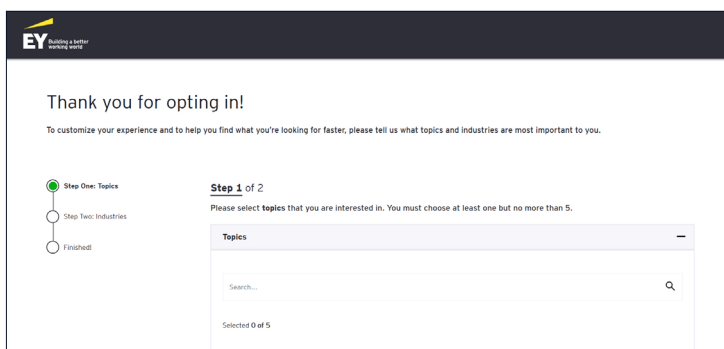 EY
Building a better
working world
Thank you for opting in!
To customize your experience and to help you find what you're looking for faster, please tell us what topics and industries are most important to you.
Step One: Topics
Step Two: Industries
Finished!
Step 1 of 2
Please select topics that you are interested in. You must choose at least one but no more than 5.
Topics
Search...
Selected 0 of 5